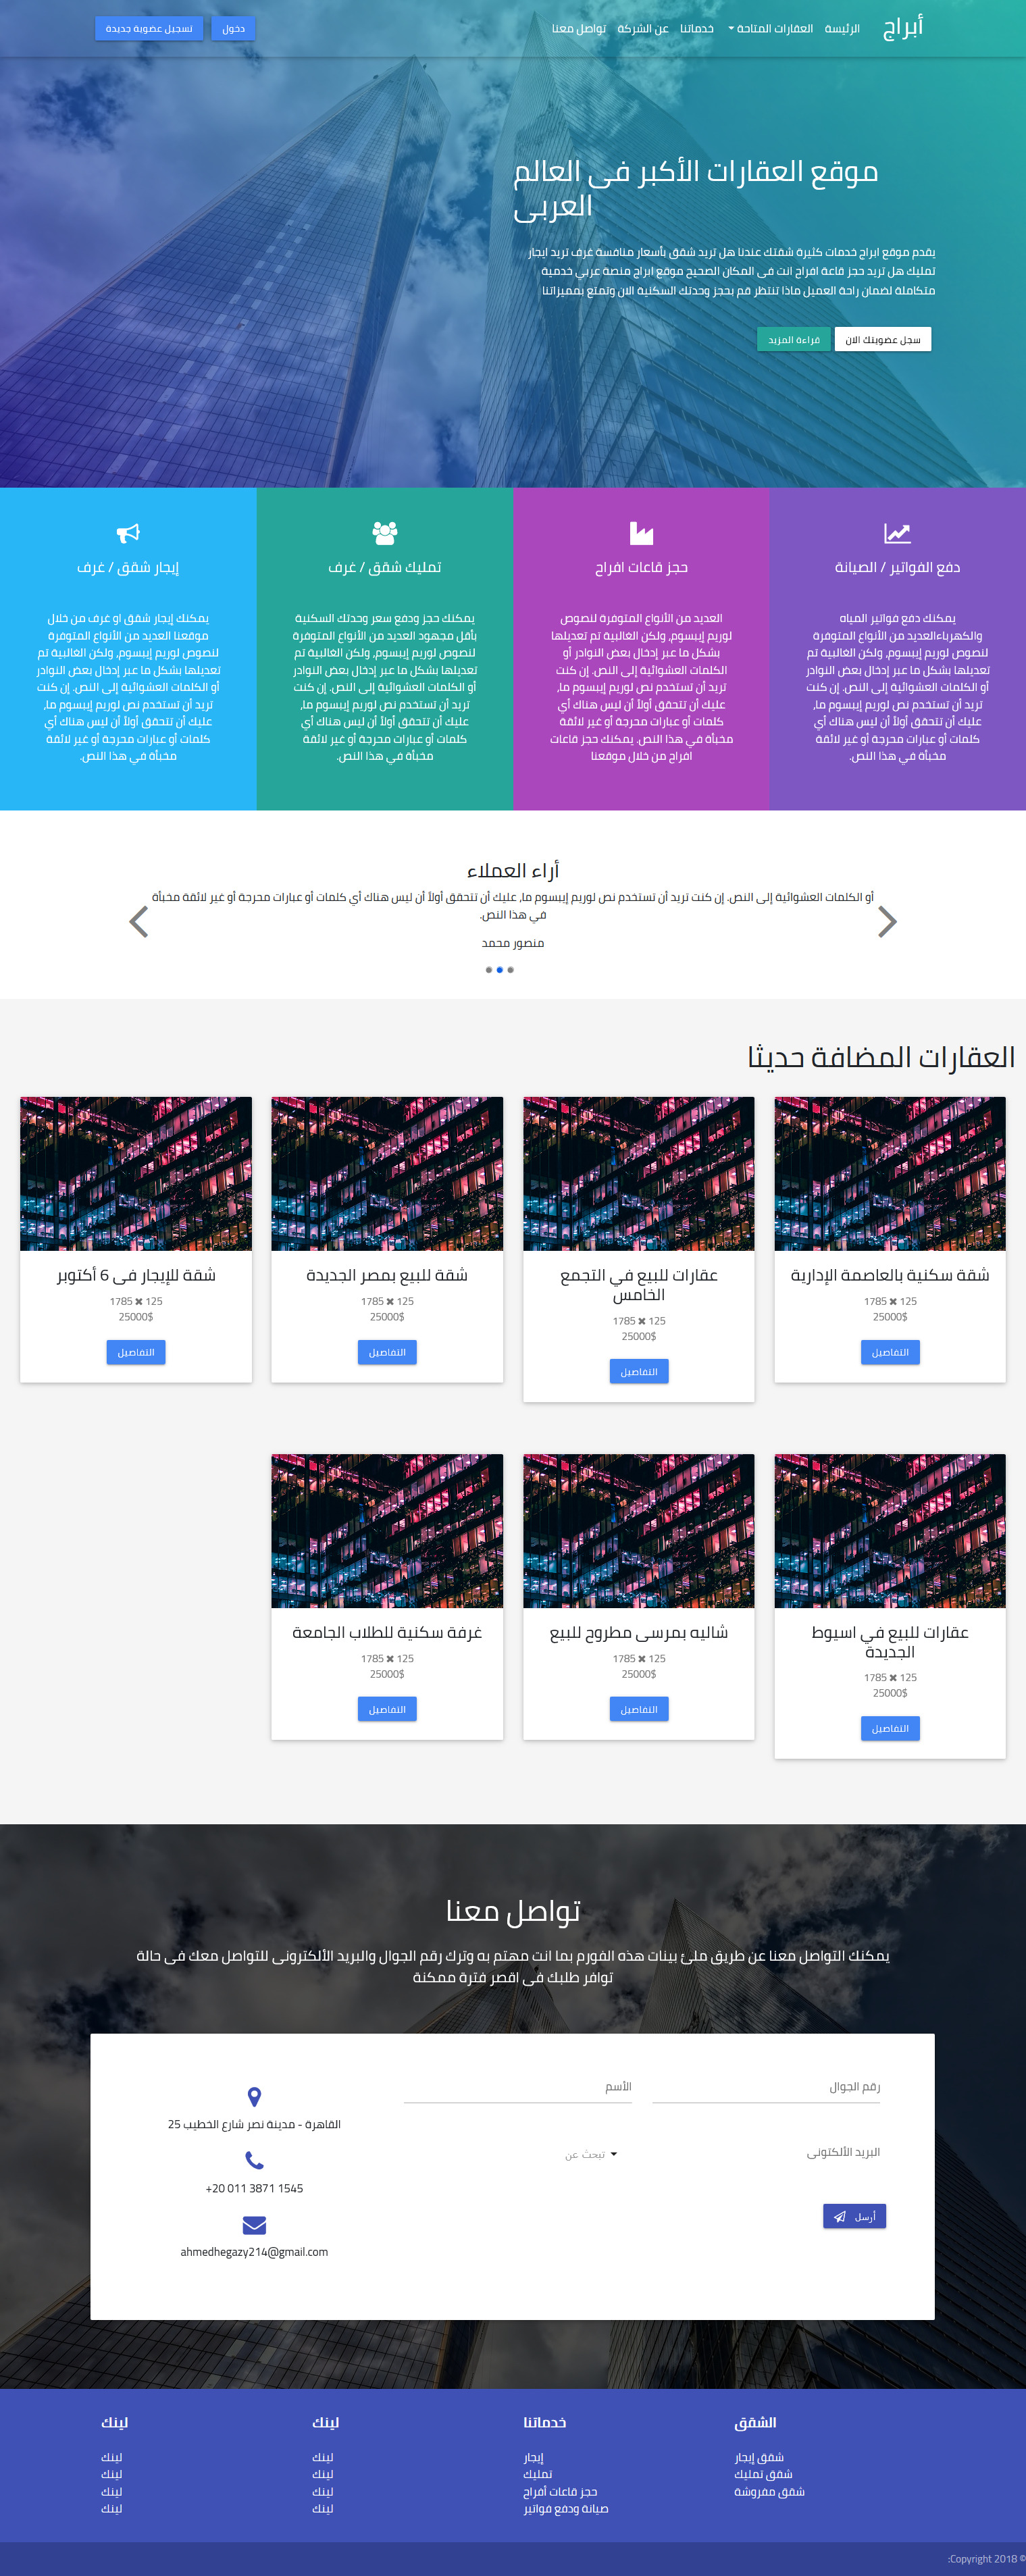 أبراج
الرئيسة
العقارات المتاحة
خدماتنا
عن الشركة
تواصل معنا
دخول
تسجيل عضوية جديدة
موقع العقارات الأكبر فى العالم
العربى
يقدم موقع ابراج خدمات كثيرة شقتك عندنا هل تريد شقق بأسعار منافسة غرف تريد ايجار
تمليك هل تريد حجز قاعة افراح انت فى المكان الصحيح موقع ابراج منصة عربي خدمية
متكاملة لضمان راحة العميل ماذا تنتظر قم بحجز وحدتك السكنية الان وتمتع بمميزاتنا
سجل عضويتك الان
قراءة المزيد
دفع الفواتير / الصيانة
يمكنك دفع فواتير المياه
والكهرباءالعديد من الأنواع المتوفرة
لنصوص لوريم إيبسوم, ولكن الغالبية تم
تعديلها بشكل ما عبر إدخال بعض النوادر
أو الكلمات العشوائية إلى النص. إن كنت
تريد أن تستخدم نص لوريم إيبسوم ما,
عليك أن تتحقق أولاً أن ليس هناك أي
كلمات أو عبارات محرجة أو غير لائقة
مخبأة في هذا النص.
حجز قاعات افراح
العديد من الأنواع المتوفرة لنصوص
لوريم إيبسوم, ولكن الغالبية تم تعديلها
بشكل ما عبر إدخال بعض النوادر أو
الكلمات العشوائية إلى النص. إن كنت
تريد أن تستخدم نص لوريم إيبسوم ما,
عليك أن تتحقق أولاً أن ليس هناك أي
كلمات أو عبارات محرجة أو غير لائقة
مخبأة في هذا النص. يمكنك حجز قاعات
افراح من خلال موقعنا
تمليك شقق / غرف
يمكنك حجز ودفع سعر وحدتك السكنية
بأقل مجهود العديد من الأنواع المتوفرة
لنصوص لوريم إيبسوم, ولكن الغالبية تم
تعديلها بشكل ما عبر إدخال بعض النوادر
أو الكلمات العشوائية إلى النص. إن كنت
تريد أن تستخدم نص لوريم إيبسوم ما,
عليك أن تتحقق أولاً أن ليس هناك أي
كلمات أو عبارات محرجة أو غير لائقة
مخبأة في هذا النص.
إيجار شقق / غرف
يمكنك إيجار شقق او غرف من خلال
موقعنا العديد من الأنواع المتوفرة
لنصوص لوريم إيبسوم, ولكن الغالبية تم
تعديلها بشكل ما عبر إدخال بعض النوادر
أو الكلمات العشوائية إلى النص. إن كنت
تريد أن تستخدم نص لوريم إيبسوم ما,
عليك أن تتحقق أولاً أن ليس هناك أي
كلمات أو عبارات محرجة أو غير لائقة
مخبأة في هذا النص.
أراء العملاء
أو الكلمات العشوائية إلى النص. إن كنت تريد أن تستخدم نص لوريم إيبسوم ما, عليك أن تتحقق أولاً أن ليس هناك أي كلمات أو عبارات محرجة أو غير لائقة مخبأة
في هذا النص.
منصور محمد
العقارات المضافة حديثًا
شقة سكنية بالعاصمة الإدارية
1785 ✖ 125
25000$
التفاصيل
عقارات للبيع في التجمع
الخامس
1785 ✖ 125
25000$
التفاصيل
شقة للبيع بمصر الجديدة
1785 ✖ 125
25000$
التفاصيل
شقة للإيجار فى 6 أكتوبر
1785 ✖ 125
25000$
التفاصيل
عقارات للبيع في اسيوط
الجديدة
1785 ✖ 125
25000$
التفاصيل
شاليه بمرسى مطروح للبيع
1785 ✖ 125
25000$
التفاصيل
غرفة سكنية للطلاب الجامعة
1785 ✖ 125
25000$
التفاصيل
تواصل معنا
يمكنك التواصل معنا عن طريق ملئ بينات هذه الفورم بما انت مهتم به وترك رقم الجوال والبريد الألكترونى للتواصل معك فى حالة
توافر طلبك فى اقصر فترة ممكنة
رقم الجوال
الأسم
البريد الألكتونى
تبحث عن
أرسل
القاهرة - مدينة نصر شارع الخطيب 25
+20 011 3871 1545
ahmedhegazy214@gmail.com
الشقق
شقق إيجار
شقق تمليك
شقق مفروشة
خدماتنا
إيجار
تمليك
حجز قاعات أفراح
صيانة ودفع فواتير
لينك
لينك
لينك
لينك
لينك
لينك
لينك
لينك
لينك
لينك
:Copyright 2018 ©